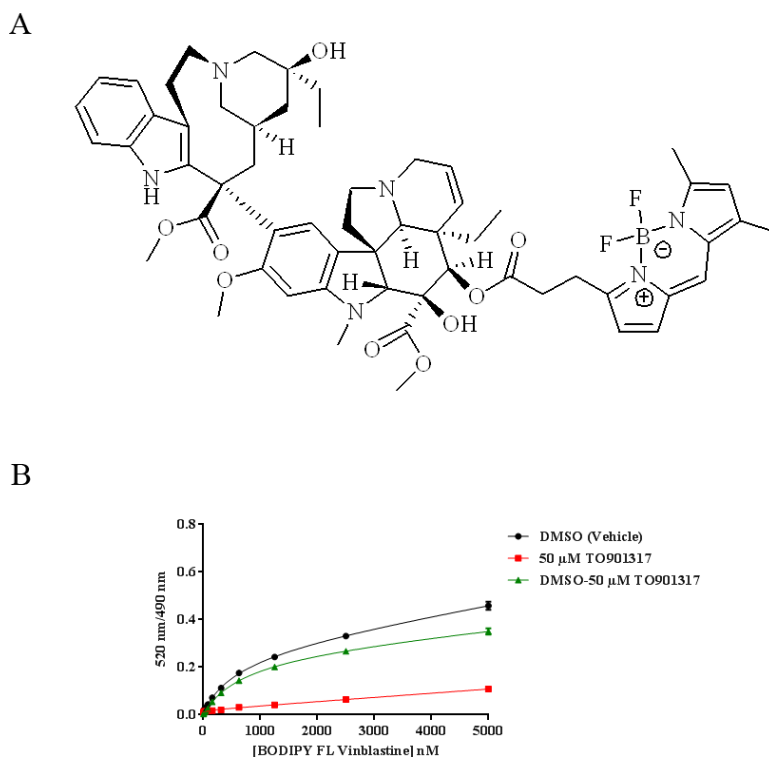 A
OH
N
H
N
H
O
O
N
H
H
O
O
H
N
OH
O
O
O
O
F
F
B
N
N
B
0.8
0.6
0.4
0.2
0.0
520 nm/490 nm
0
1000
2000
3000
4000
5000
[BODIPY FL Vinblastine] nM
DMSO (Vehicle)
50 µM TO901317
DMSO-50 µM TO901317